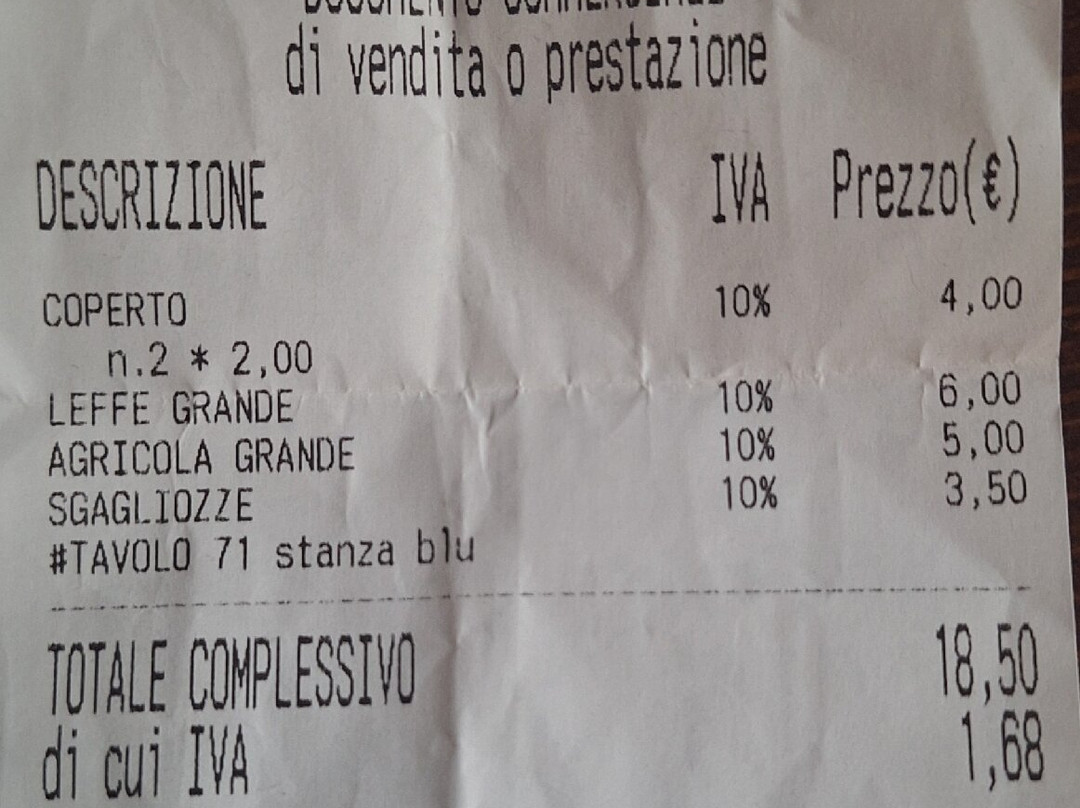 DOCUMENTO COMMERCIALE
di vendita o prestazione
DESCRIZIONE IVA Prezzo(€)
COPERTO 10% 4,00
n.2 * 2,00
LEFFE GRANDE 10% 6,00
AGRICOLA GRANDE 10% 5,00
SGAGLIOZZE 10% 3,50
#TAVOLO 71 stanza blu
TOTALE COMPLESSIVO 18,50
di cui IVA 1,68